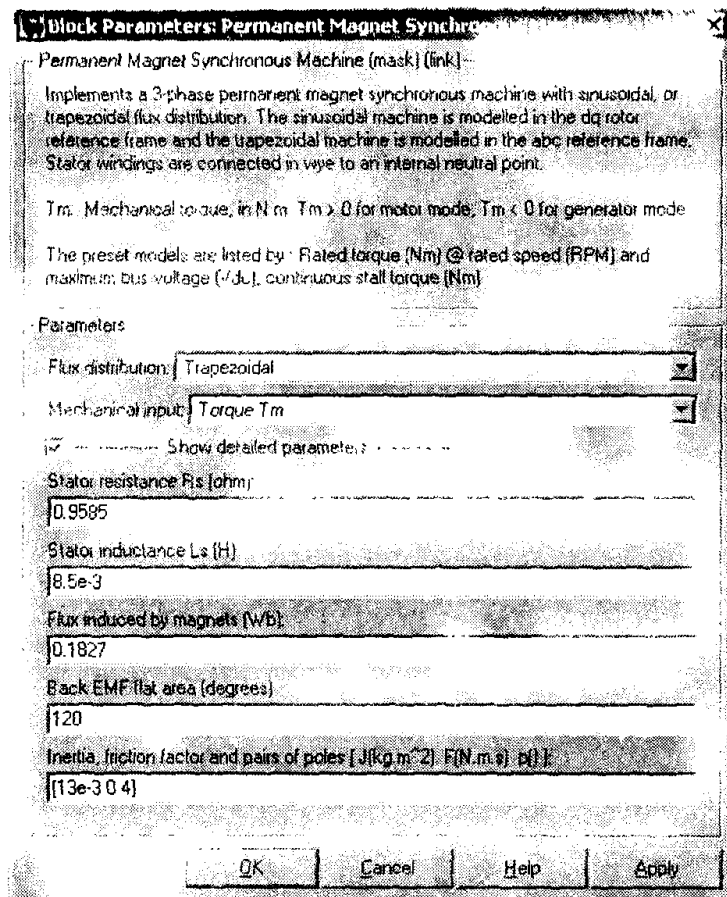 Block Parameters: Permanent Magnet Synchro
Permanent Magnet Synchronous Machine (mask) (link)
Implements a 3-phase permanent magnet synchronous machine with sinusoidal, or
trapezoidal flux distribution. The sinusoidal machine is modelled in the dq rotor
reference frame and the trapezoidal machine is modelled in the abc reference frame.
Stator windings are connected in wye to an internal neutral point.
Tm: Mechanical torque, in N.m Tm > 0 for motor mode, Tm < 0 for generator mode
The preset models are listed by : Rated torque (Nm) @ rated speed (RPM) and
maximum bus voltage (Vdc), continuous stall torque (Nm)
Parameters
Flux distribution: Trapezoidal
Mechanical input: Torque Tm
Show detailed parameters
Stator resistance Rs (ohm):
0.9585
Stator inductance Ls (H)
8.5e-3
Flux induced by magnets (Wb):
0.1827
Back EMF flat area (degrees)
120
Inertia, friction factor and pairs of poles [ J(kg.m^2) F(N.m.s) p() ]:
[13e-3 0 4]
OK Cancel Help Apply